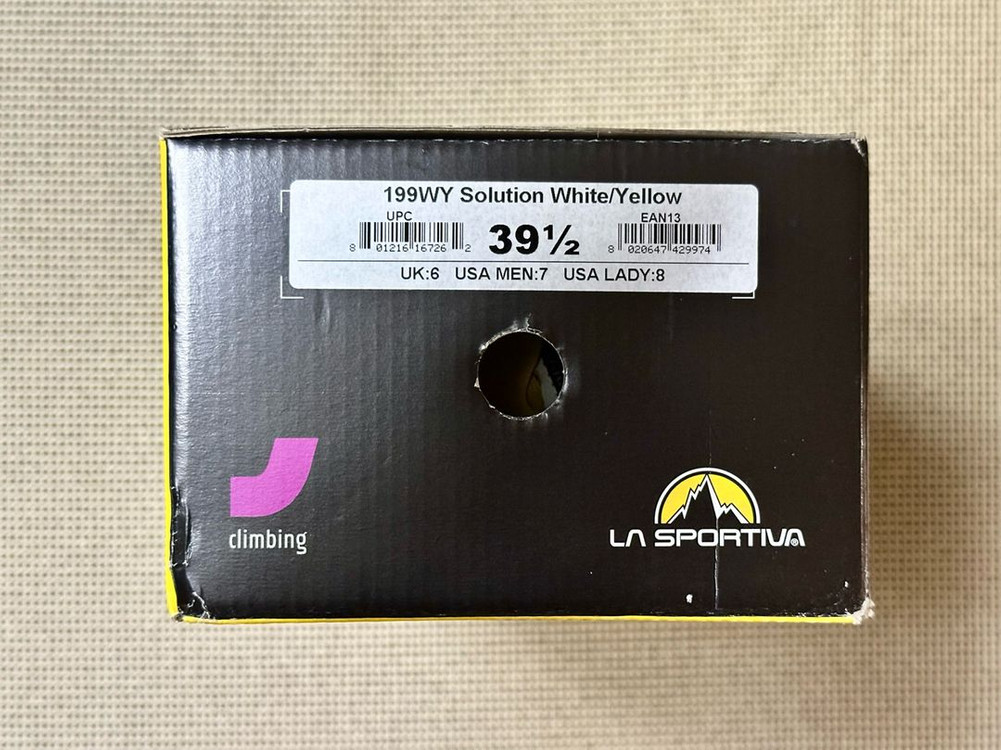 199WY Solution White/Yellow
UPC
EAN13
8 01216 16726 2
39½
8 020647 429974
UK:6 USA MEN:7 USA LADY:8
climbing
LA SPORTIVA®